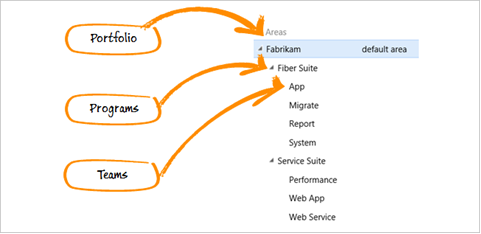 Portfolio
Programs
Teams
Areas
Fabrikam default area
Fiber Suite
App
Migrate
Report
System
Service Suite
Performance
Web App
Web Service